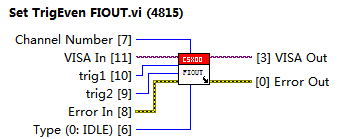 Set TrigEven FIOUT.vi (4815)
Channel Number [7]
VISA In [11]
trig1 [10]
trig2 [9]
Error In [8]
Type (0: IDLE) [6]
CSX00
FIOUT
[3] VISA Out
[0] Error Out